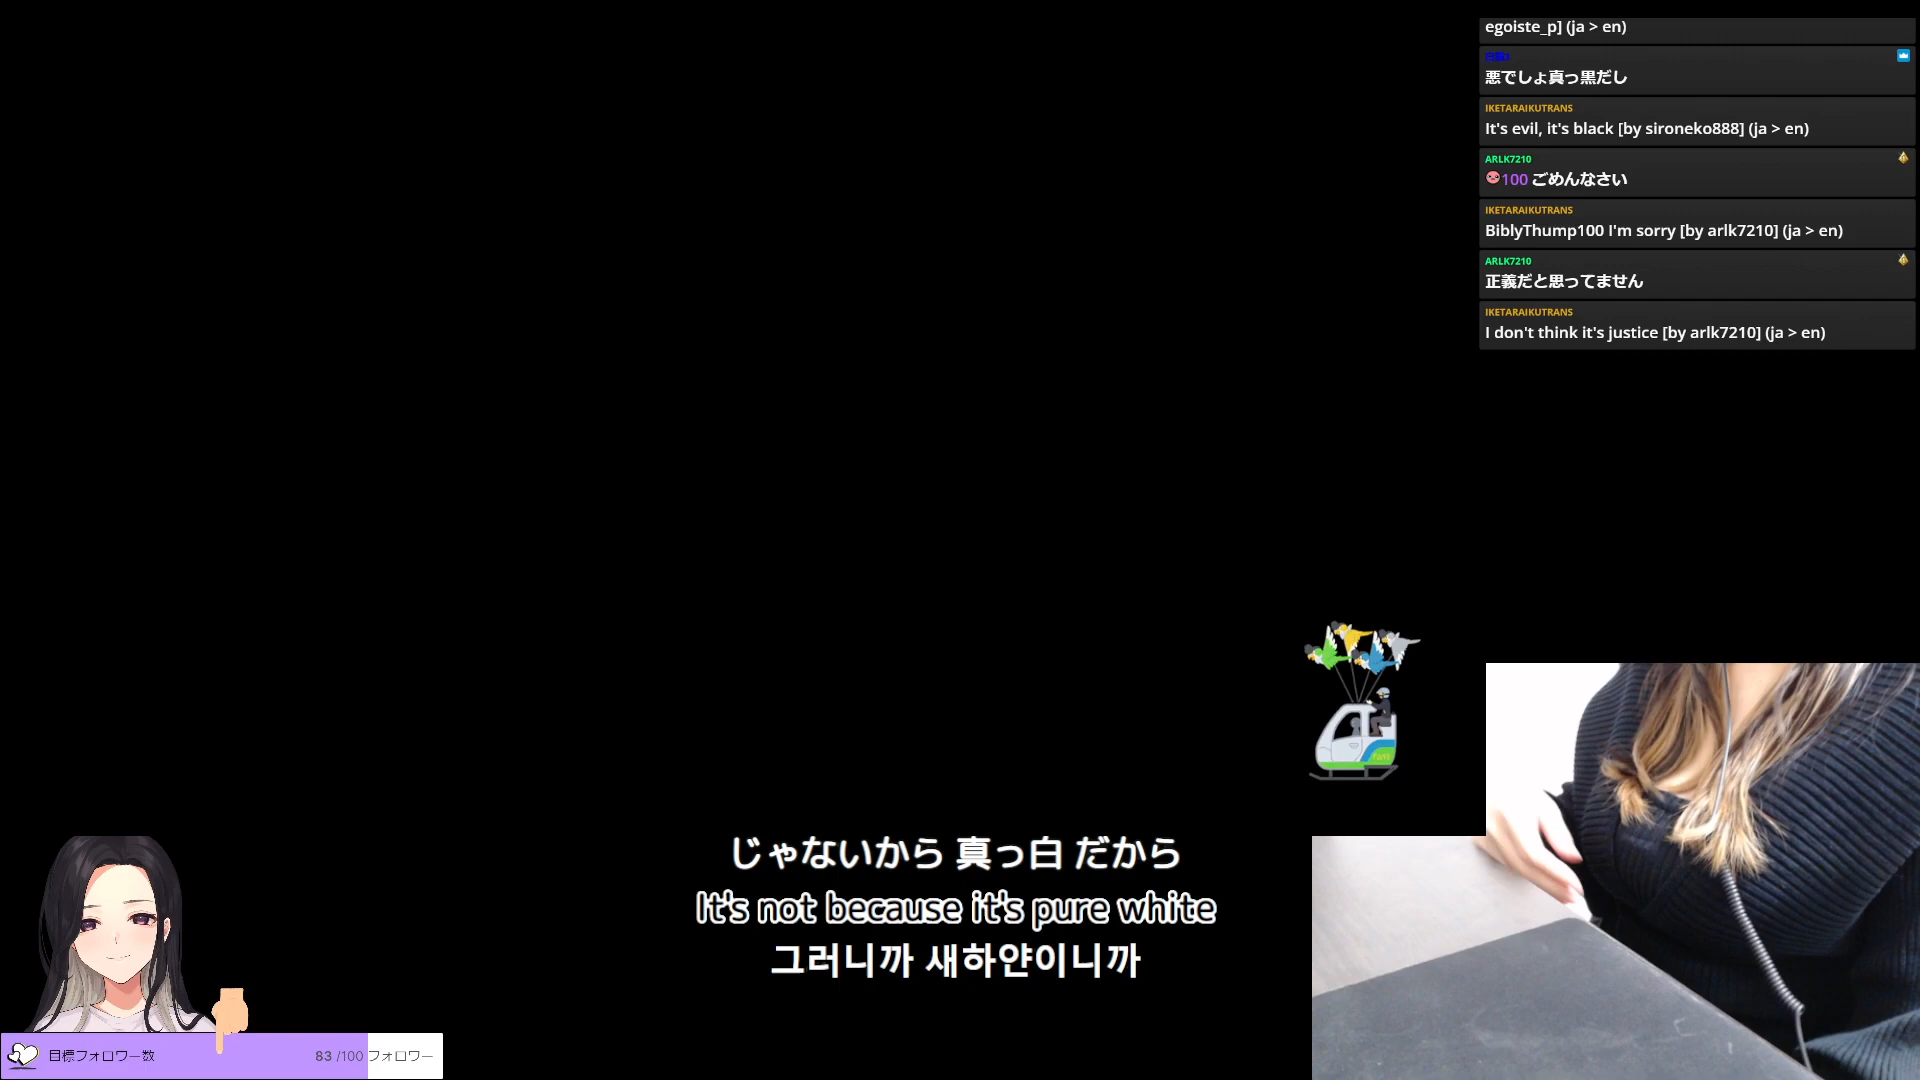 egoiste_p] (ja > en)
悪でしょ真っ黒だし
IKETARAIKUTRANS
It's evil, it's black [by sironeko888] (ja > en)
ARLK7210
100 ごめんなさい
IKETARAIKUTRANS
BiblyThump100 I'm sorry [by arlk7210] (ja > en)
ARLK7210
正義だと思ってません
IKETARAIKUTRANS
I don't think it's justice [by arlk7210] (ja > en)
じゃないから 真っ白 だから
It's not because it's pure white
그러니까 새하얀이니까
目標フォロワー数
83 /100 フォロワー